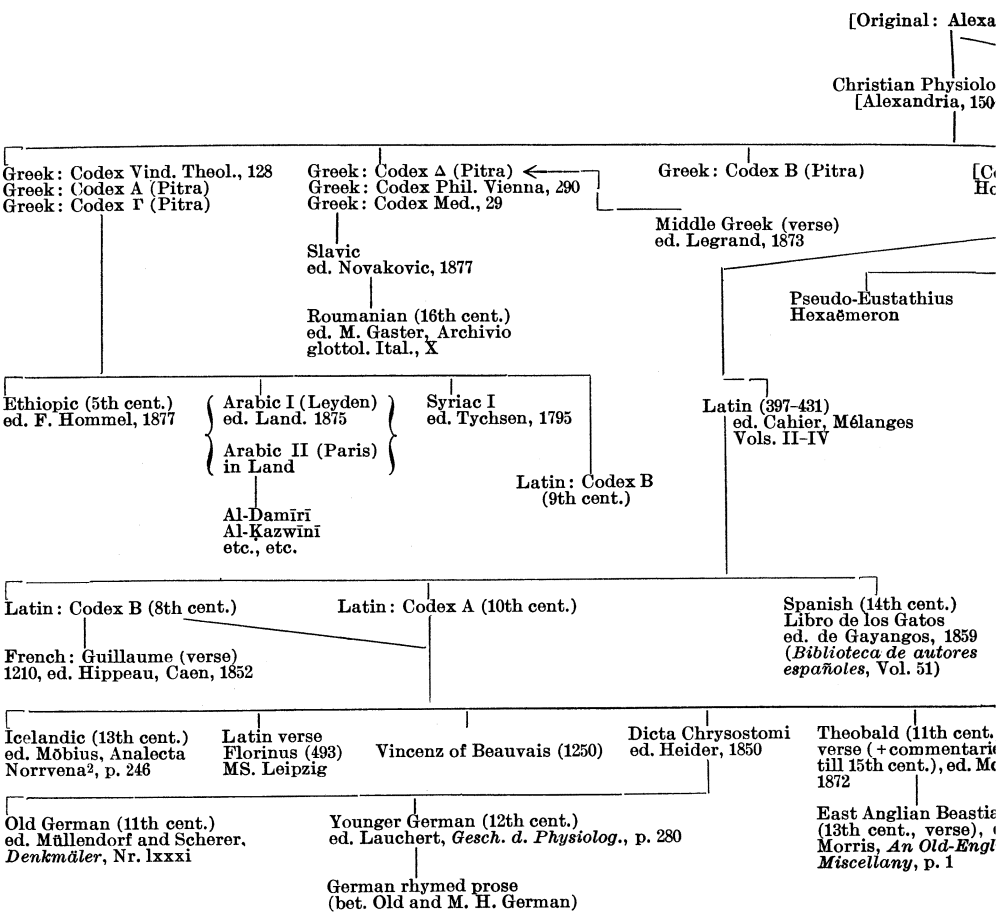 [Original: Alexa
Christian Physiolo
[Alexandria, 150
Greek: Codex Vind. Theol., 128
Greek: Codex A (Pitra)
Greek: Codex Γ (Pitra)
Greek: Codex Δ (Pitra)
Greek: Codex Phil. Vienna, 290
Greek: Codex Med., 29
Greek: Codex B (Pitra)
[Co
Ho
Middle Greek (verse)
ed. Legrand, 1873
Slavic
ed. Novakovic, 1877
Roumanian (16th cent.)
ed. M. Gaster, Archivio
glottol. Ital., X
Pseudo-Eustathius
Hexaëmeron
Ethiopic (5th cent.)
ed. F. Hommel, 1877
Arabic I (Leyden)
ed. Land. 1875
Arabic II (Paris)
in Land
Syriac I
ed. Tychsen, 1795
Latin (397-431)
ed. Cahier, Mélanges
Vols. II-IV
Latin: Codex B
(9th cent.)
Al-Damīrī
Al-Ḳazwīnī
etc., etc.
Latin: Codex B (8th cent.)
Latin: Codex A (10th cent.)
Spanish (14th cent.)
Libro de los Gatos
ed. de Gayangos, 1859
(Biblioteca de autores
españoles, Vol. 51)
French: Guillaume (verse)
1210, ed. Hippeau, Caen, 1852
Icelandic (13th cent.)
ed. Möbius, Analecta
Norrvena², p. 246
Latin verse
Florinus (493)
MS. Leipzig
Vincenz of Beauvais (1250)
Dicta Chrysostomi
ed. Heider, 1850
Theobald (11th cent.
verse (+commentarie
till 15th cent.), ed. Mo
1872
Old German (11th cent.)
ed. Müllendorf and Scherer,
Denkmäler, Nr. lxxxi
Younger German (12th cent.)
ed. Lauchert, Gesch. d. Physiolog., p. 280
East Anglian Beastia
(13th cent., verse), e
Morris, An Old-Engl
Miscellany, p. 1
German rhymed prose
(bet. Old and M. H. German)